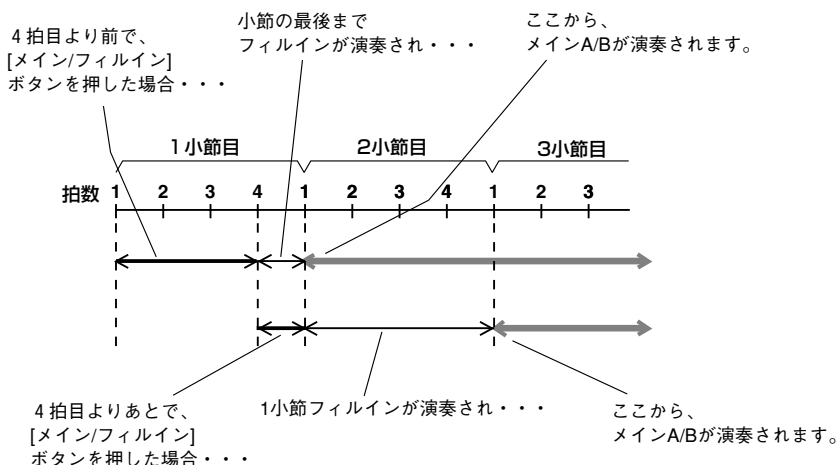 4拍目より前で、
[メイン/フィルイン]
ボタンを押した場合・・・
小節の最後まで
フィルインが演奏され・・・
ここから、
メインA/Bが演奏されます。
1小節目 2小節目 3小節目
拍数 1 2 3 4 1 2 3 4 1 2 3
4拍目よりあとで、
[メイン/フィルイン]
ボタンを押した場合・・・
1小節フィルインが演奏され・・・
ここから、
メインA/Bが演奏されます。